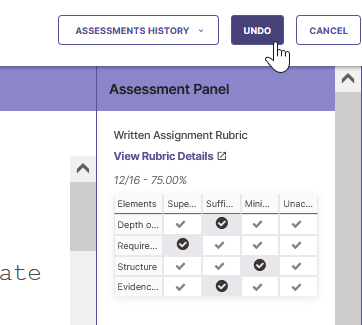 ASSESSMENTS HISTORY UNDO CANCEL
Assessment Panel
Written Assignment Rubric
View Rubric Details
12/16 - 75.00%
Elements Supe... Suffi... Mini... Unac...
Depth o...
Require...
Structure
Evidenc...
ate